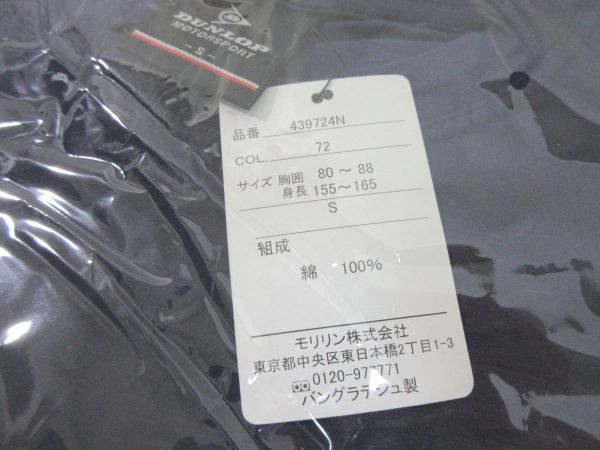 DUNLOP
MOTORSPORT
- S -
品番 439724N
COL. 72
サイズ 胸囲 80 ～ 88
身長 155～165
S
組成
綿 100%
モリリン株式会社
東京都中央区東日本橋2丁目1-3
0120-977771
バングラデシュ製